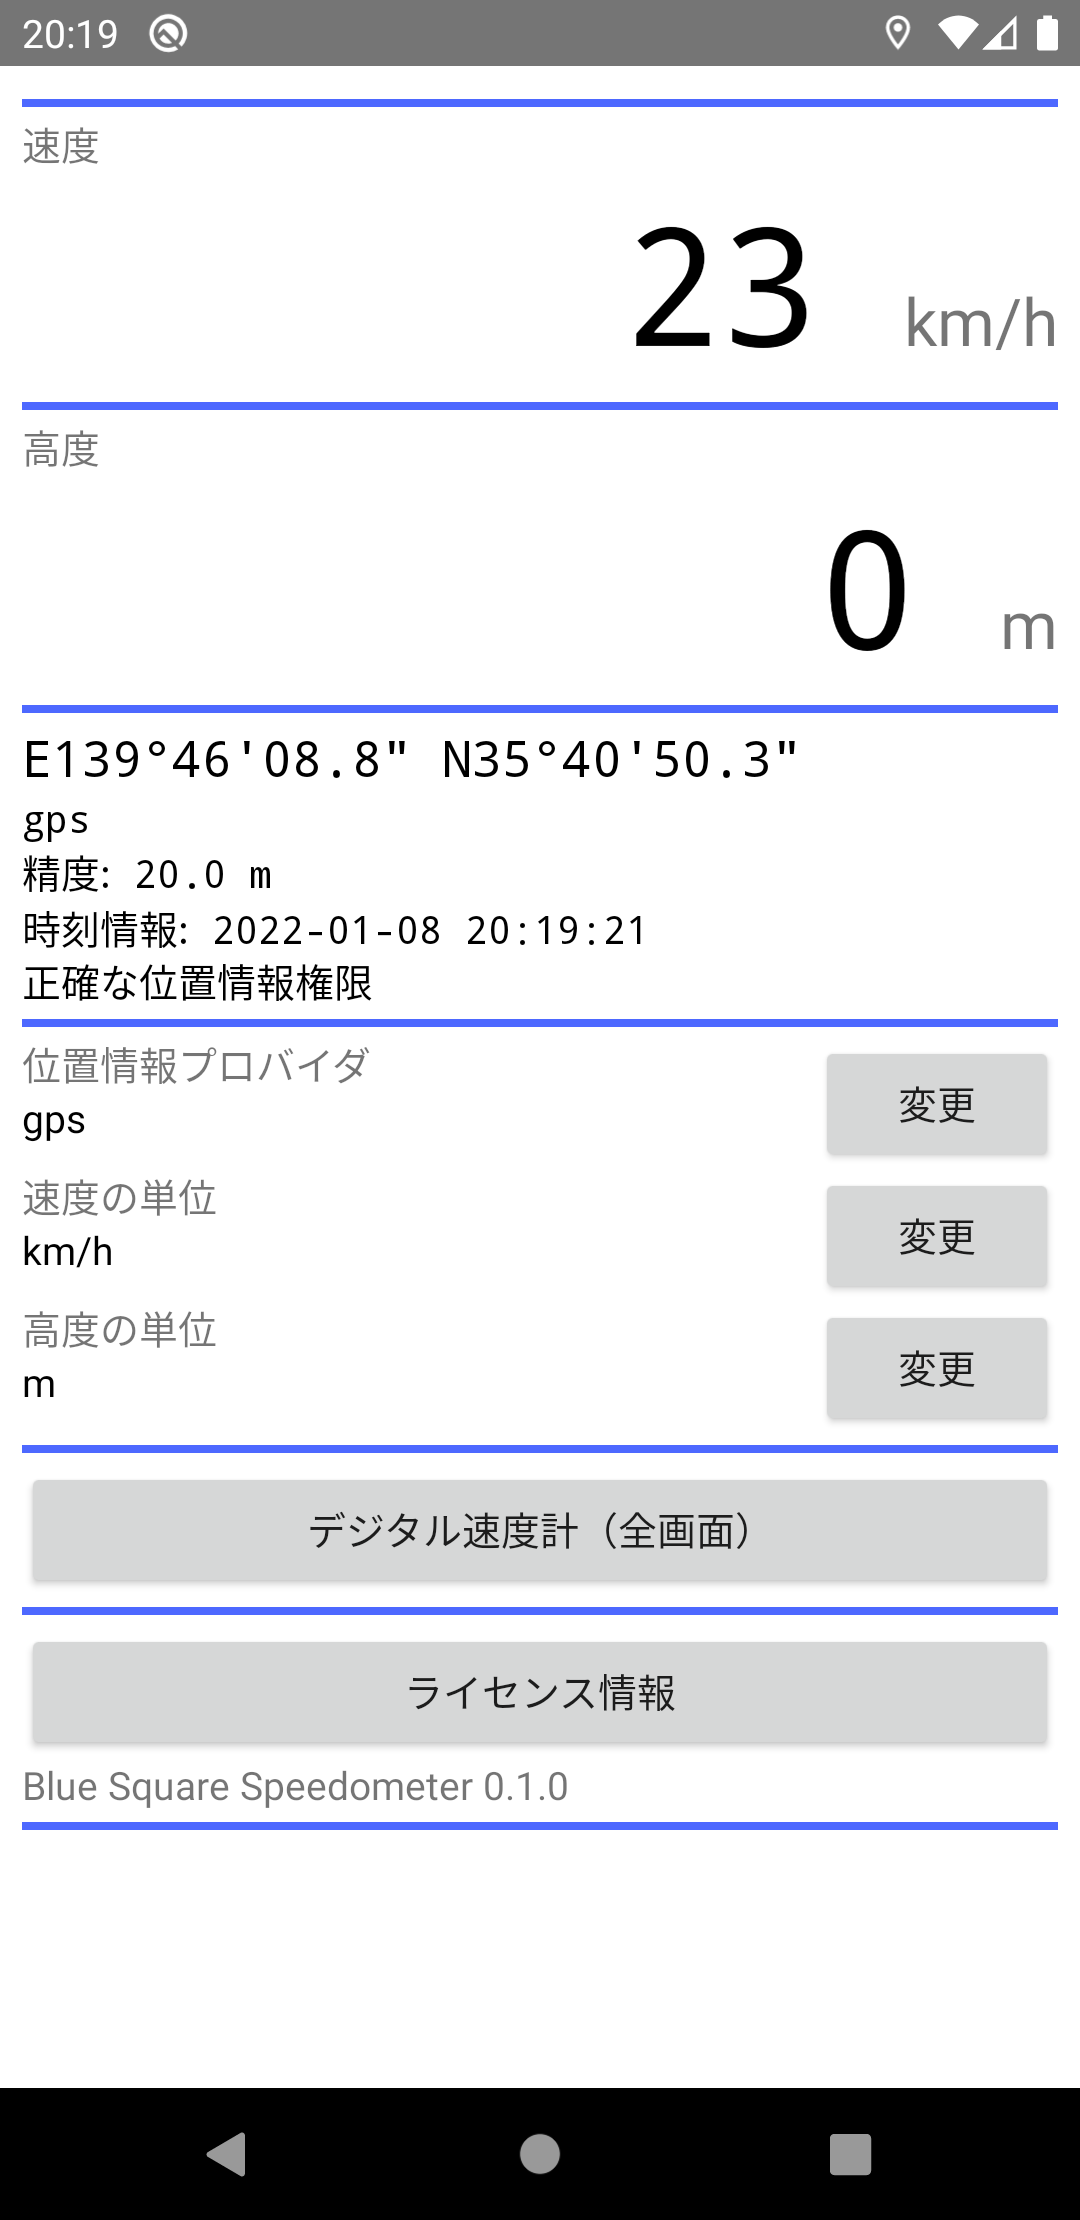 20:19
速度
23 km/h
高度
0 m
E139°46'08.8" N35°40'50.3"
gps
精度: 20.0 m
時刻情報: 2022-01-08 20:19:21
正確な位置情報権限
位置情報プロバイダ
gps
変更
速度の単位
km/h
変更
高度の単位
m
変更
デジタル速度計（全画面）
ライセンス情報
Blue Square Speedometer 0.1.0